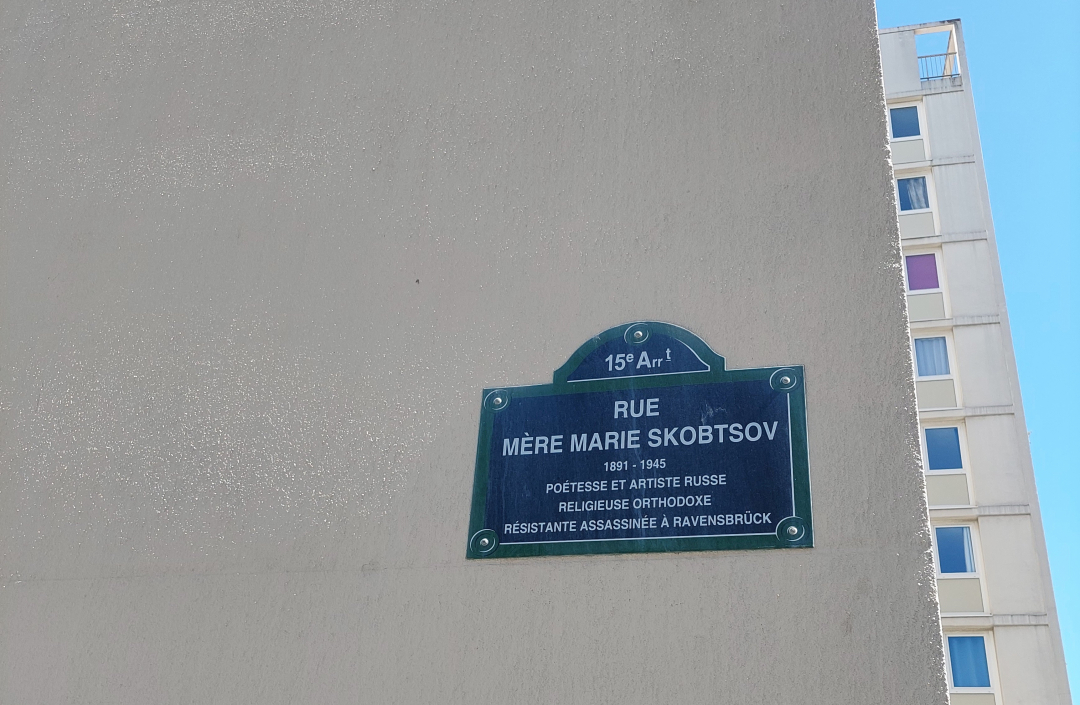 15e Arrt
RUE
MÈRE MARIE SKOBTSOV
1891 - 1945
POÉTESSE ET ARTISTE RUSSE
RELIGIEUSE ORTHODOXE
RÉSISTANTE ASSASSINÉE À RAVENSBRÜCK